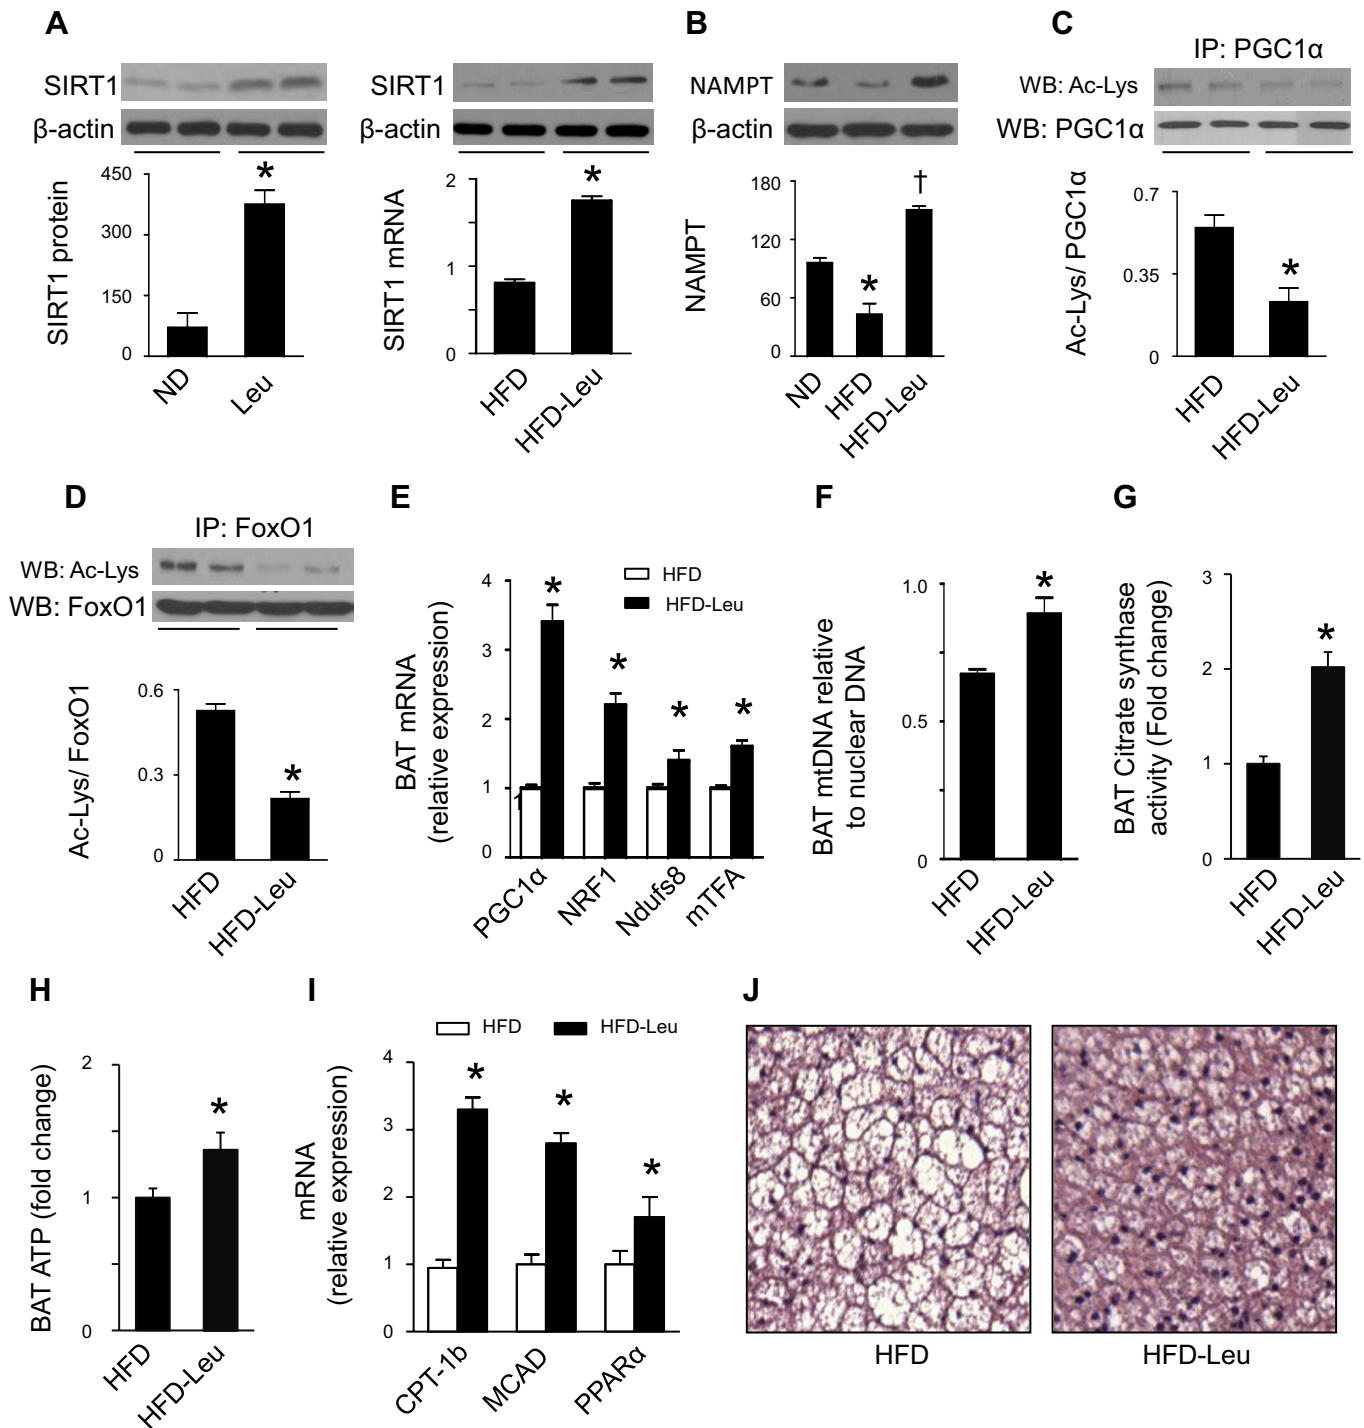 A
SIRT1
β-actin
SIRT1 protein
450
300
150
0
*
ND
Leu
SIRT1
β-actin
SIRT1 mRNA
2
1
0
*
HFD
HFD-Leu
B
NAMPT
β-actin
NAMPT
180
120
60
0
*
†
ND
HFD
HFD-Leu
C
IP: PGC1α
WB: Ac-Lys
WB: PGC1α
Ac-Lys/ PGC1α
0.7
0.35
0
*
HFD
HFD-Leu
D
IP: FoxO1
WB: Ac-Lys
WB: FoxO1
Ac-Lys/ FoxO1
0.6
0.3
0
*
HFD
HFD-Leu
E
BAT mRNA
(relative expression)
4
3
2
1
0
HFD
HFD-Leu
*
*
*
*
PGC1α
NRF1
Ndufs8
mTFA
F
BAT mtDNA relative
to nuclear DNA
1.0
0.5
0
*
HFD
HFD-Leu
G
BAT Citrate synthase
activity (Fold change)
3
2
1
0
*
HFD
HFD-Leu
H
BAT ATP (fold change)
2
1
0
*
HFD
HFD-Leu
I
HFD
HFD-Leu
mRNA
(relative expression)
4
3
2
1
0
*
*
*
CPT-1b
MCAD
PPARα
J
HFD
HFD-Leu